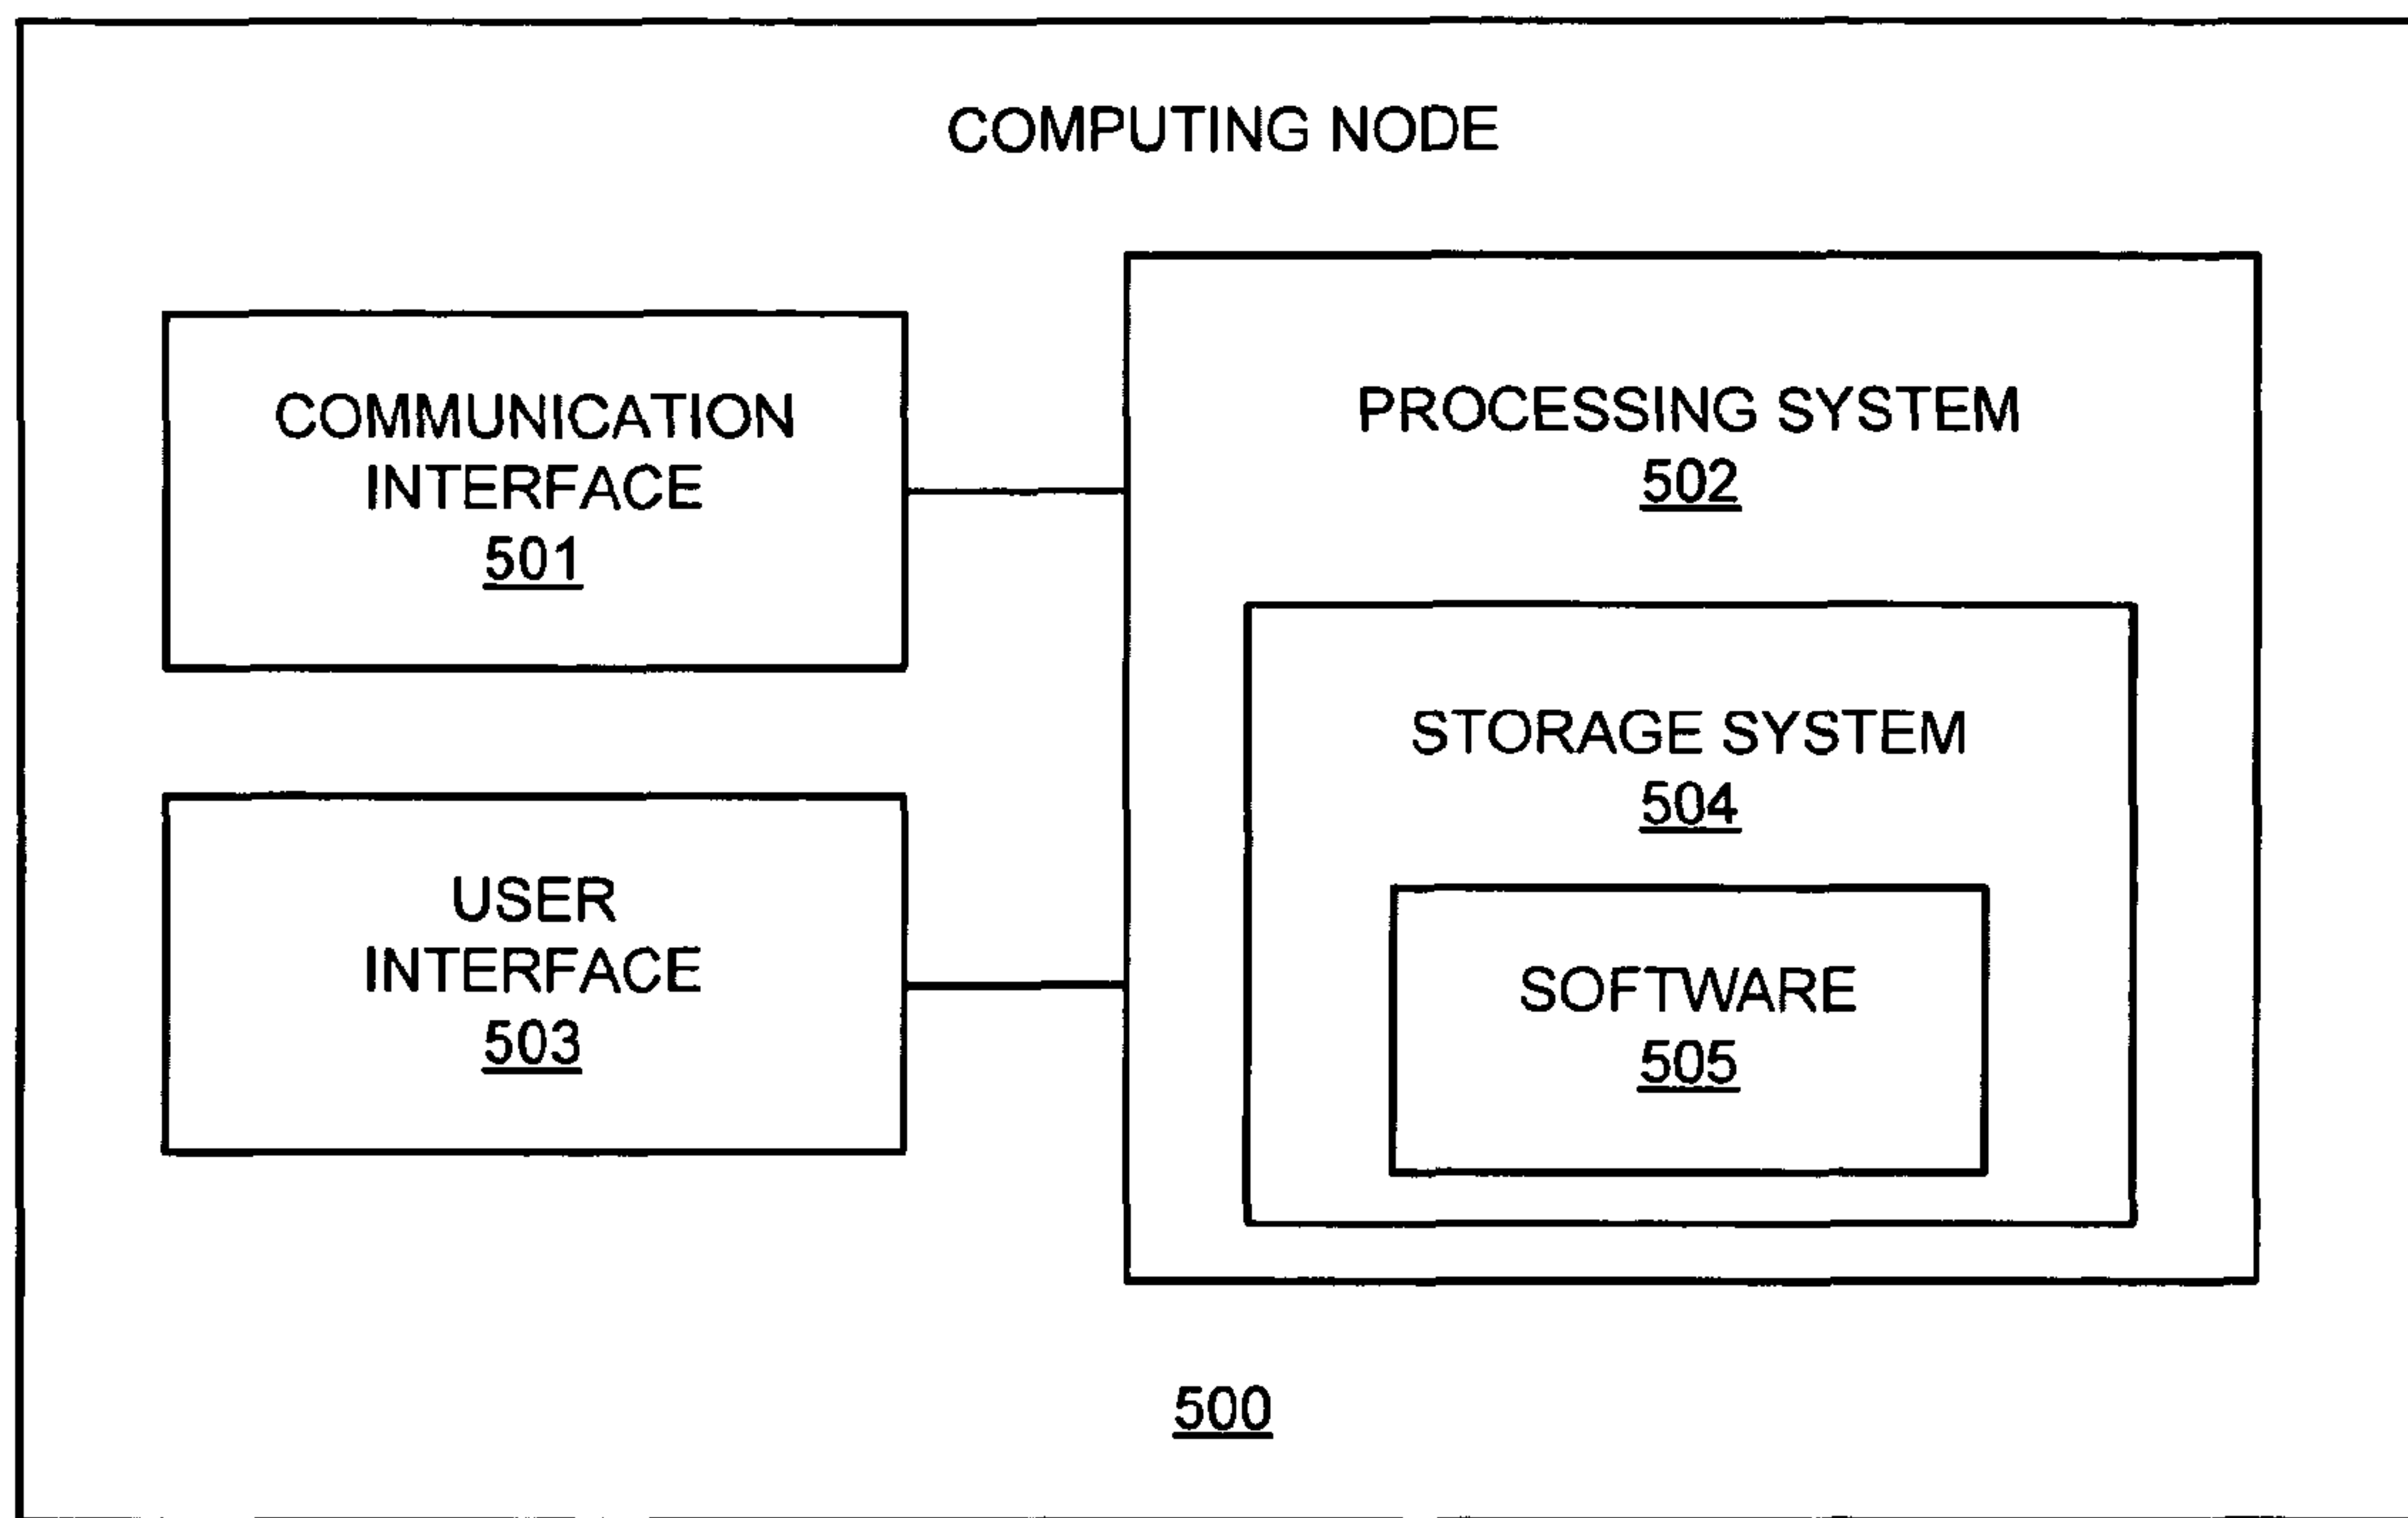 COMPUTING NODE
COMMUNICATION
INTERFACE
501
PROCESSING SYSTEM
502
STORAGE SYSTEM
504
USER
INTERFACE
503
SOFTWARE
505
500